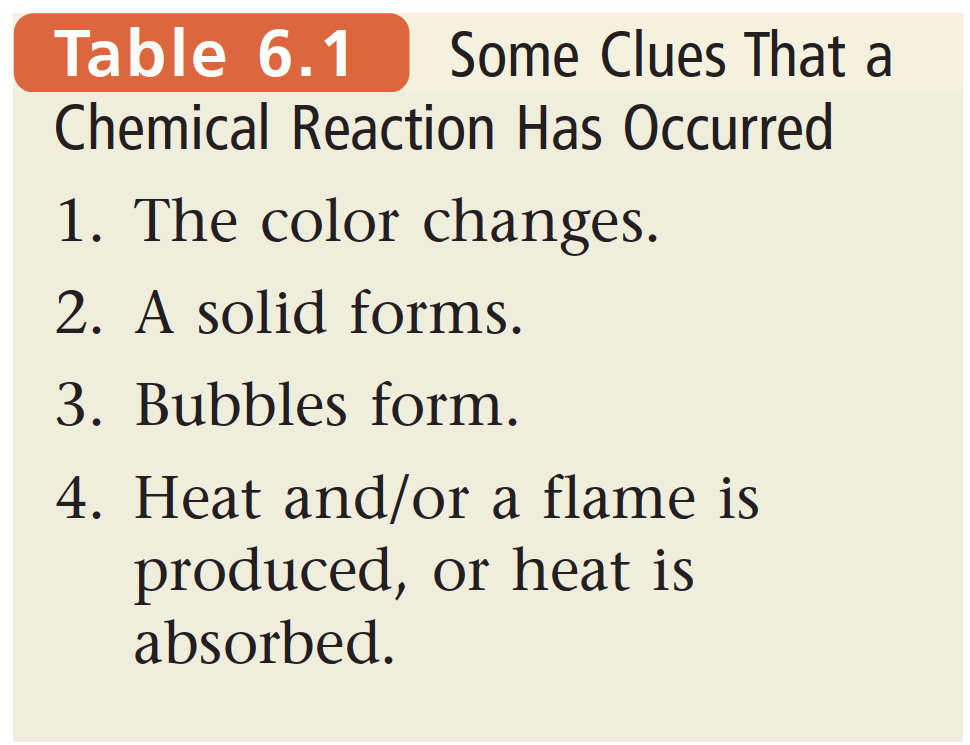 Table 6.1 Some Clues That a
Chemical Reaction Has Occurred
1. The color changes.
2. A solid forms.
3. Bubbles form.
4. Heat and/or a flame is
produced, or heat is
absorbed.